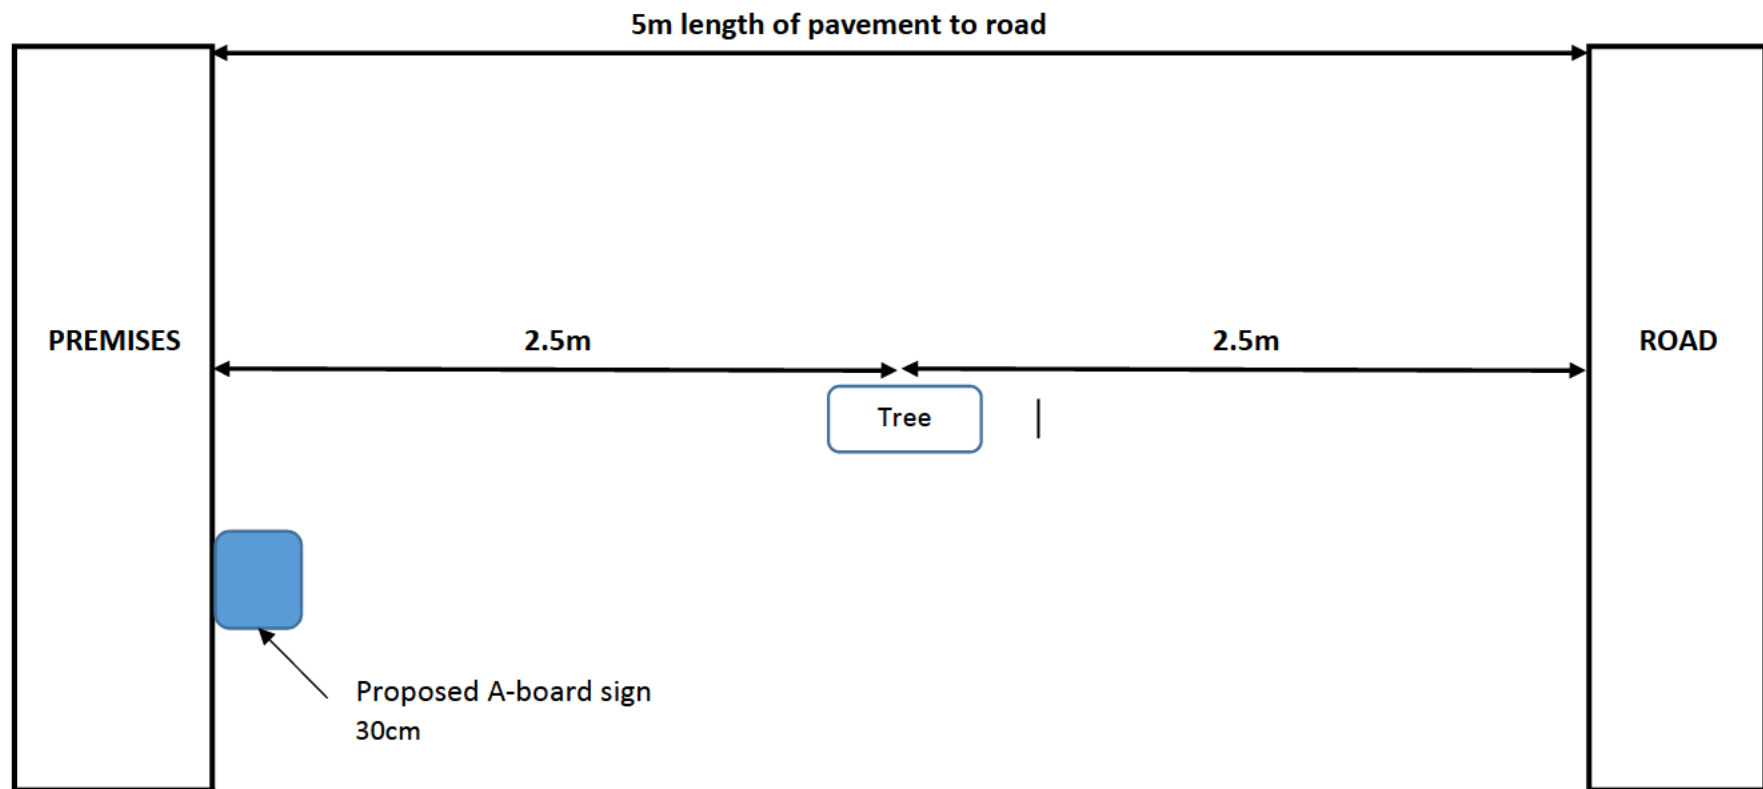 5m length of pavement to road
PREMISES
2.5m
2.5m
ROAD
Tree
Proposed A-board sign
30cm